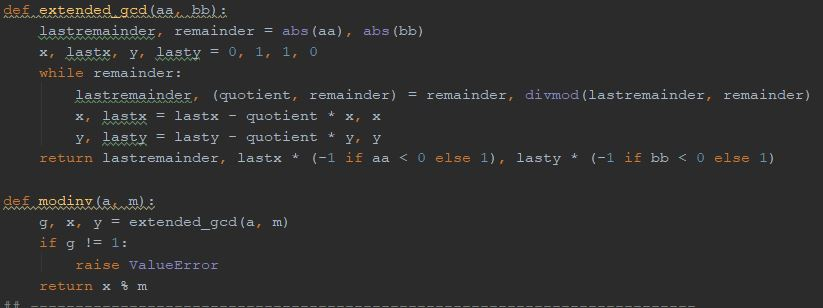 def extended_gcd(aa, bb):
    lastremainder, remainder = abs(aa), abs(bb)
    x, lastx, y, lasty = 0, 1, 1, 0
    while remainder:
        lastremainder, (quotient, remainder) = remainder, divmod(lastremainder, remainder)
        x, lastx = lastx - quotient * x, x
        y, lasty = lasty - quotient * y, y
    return lastremainder, lastx * (-1 if aa < 0 else 1), lasty * (-1 if bb < 0 else 1)

def modinv(a, m):
    g, x, y = extended_gcd(a, m)
    if g != 1:
        raise ValueError
    return x % m
## --------------------------------------------------------------------------